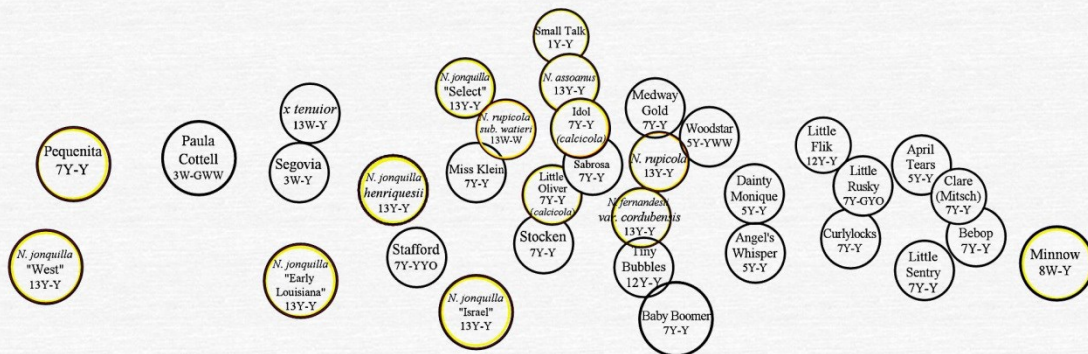 Small Talk
1Y-Y
N. jonquilla
"Select"
13Y-Y
N. assoanus
13Y-Y
x tenuior
13W-Y
N. rupicola
sub. watieri
13W-W
Idol
7Y-Y
(calcicola)
Medway
Gold
7Y-Y
Woodstar
5Y-YWW
Little
Flik
12Y-Y
Pequenita
7Y-Y
Paula
Cottell
3W-GWW
Segovia
3W-Y
N. jonquilla
henriquesii
13Y-Y
Miss Klein
7Y-Y
Sabrosa
7Y-Y
N. rupicola
13Y-Y
Little
Oliver
7Y-Y
(calcicola)
Dainty
Monique
5Y-Y
Little
Rusky
7Y-GYO
April
Tears
5Y-Y
Clare
(Mitsch)
7Y-Y
N. fernandesii
var. cordubensis
13Y-Y
N. jonquilla
"West"
13Y-Y
N. jonquilla
"Early
Louisiana"
13Y-Y
Stafford
7Y-YYO
Stocken
7Y-Y
Angel's
Whisper
5Y-Y
Curlylocks
7Y-Y
Bebop
7Y-Y
Minnow
8W-Y
Tiny
Bubbles
12Y-Y
Little
Sentry
7Y-Y
N. jonquilla
"Israel"
13Y-Y
Baby Boomer
7Y-Y